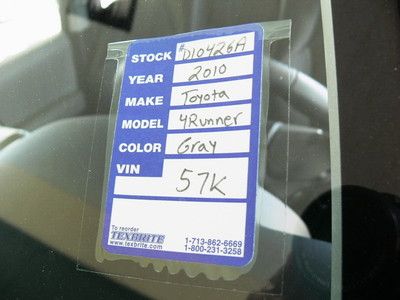 STOCK #D10426A
YEAR 2010
MAKE Toyota
MODEL 4Runner
COLOR Gray
VIN
57K
To reorder
TEXBRITE
www.texbrite.com
1-713-862-6669
1-800-231-3258